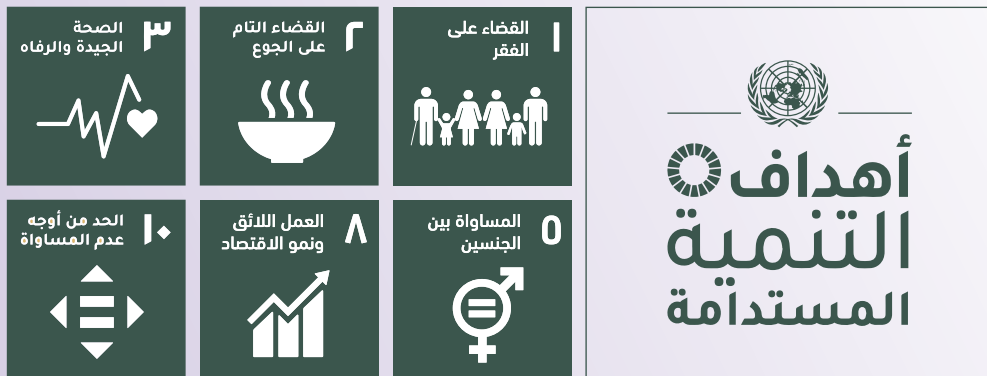 أهداف
التنمية
المستدامة
١
القضاء على
الفقر
٢
القضاء التام
على الجوع
٣
الصحة
الجيدة والرفاه
٥
المساواة بين
الجنسين
٨
العمل اللائق
ونمو الاقتصاد
١٠
الحد من أوجه
عدم المساواة